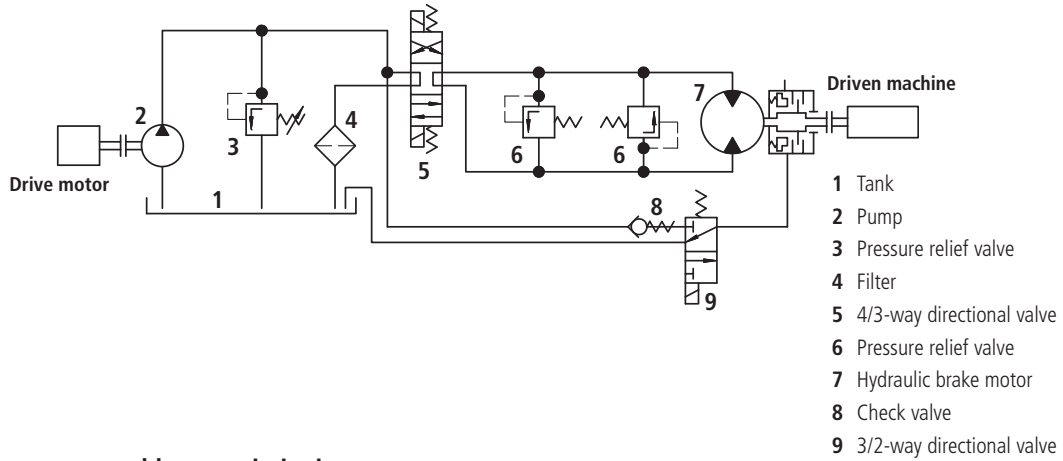 2
3
4
5
6
6
7
8
9
1
Drive motor
Driven machine
1 Tank
2 Pump
3 Pressure relief valve
4 Filter
5 4/3-way directional valve
6 Pressure relief valve
7 Hydraulic brake motor
8 Check valve
9 3/2-way directional valve